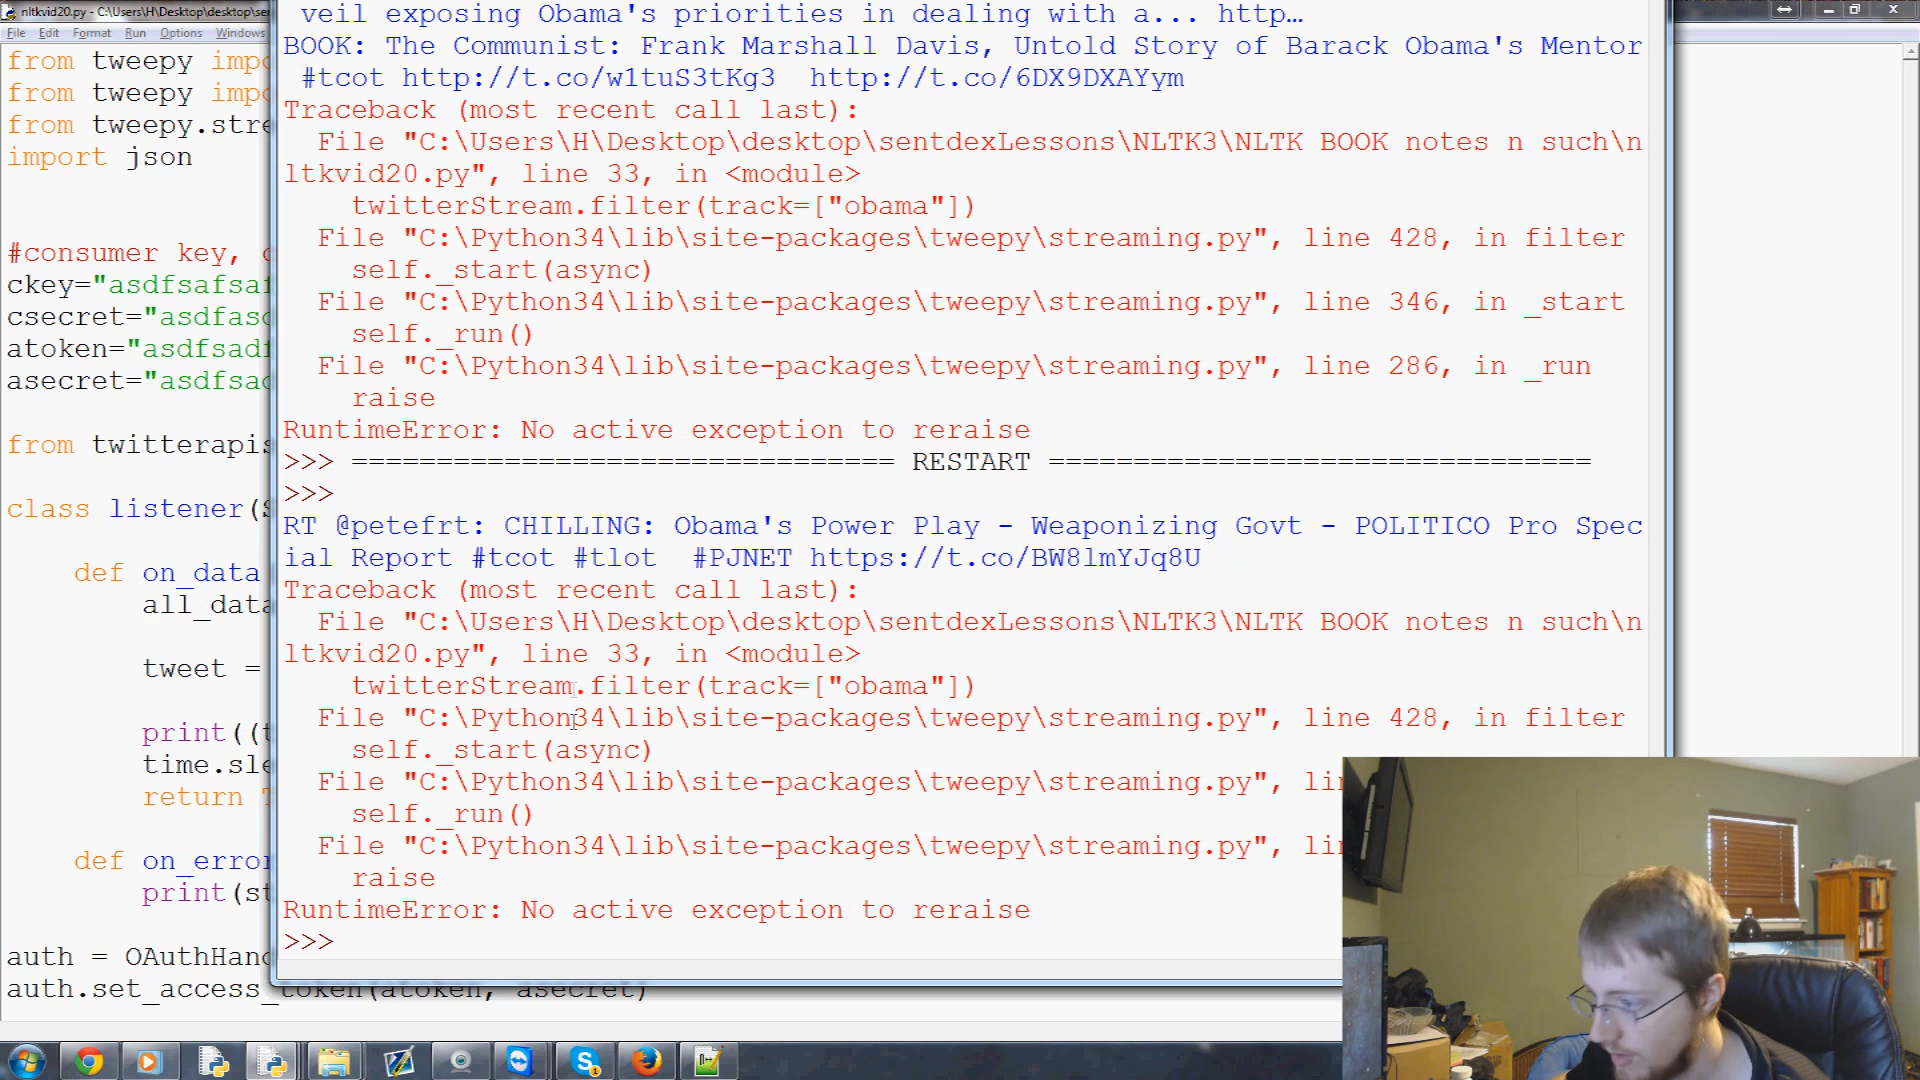 nltkvid20.py - C:\Users\H\Desktop\desktop\se
File Edit Format Run Options Windows
from tweepy impo
from tweepy impo
from tweepy.stre
import json
#consumer key, c
ckey="asdfsafsaf
csecret="asdfasd
atoken="asdfsadf
asecret="asdfsad
from twitterapis
class listener(S
def on_data
all_data
tweet =
print((t
time.sle
return T
def on_error
print(st
auth = OAuthHand
auth.set_access_token(atoken, asecret)
veil exposing Obama's priorities in dealing with a... http…
BOOK: The Communist: Frank Marshall Davis, Untold Story of Barack Obama's Mentor
#tcot http://t.co/w1tuS3tKg3  http://t.co/6DX9DXAYym
Traceback (most recent call last):
File "C:\Users\H\Desktop\desktop\sentdexLessons\NLTK3\NLTK BOOK notes n such\n
ltkvid20.py", line 33, in <module>
twitterStream.filter(track=["obama"])
File "C:\Python34\lib\site-packages\tweepy\streaming.py", line 428, in filter
self._start(async)
File "C:\Python34\lib\site-packages\tweepy\streaming.py", line 346, in _start
self._run()
File "C:\Python34\lib\site-packages\tweepy\streaming.py", line 286, in _run
raise
RuntimeError: No active exception to reraise
>>> ================================ RESTART ================================
>>>
RT @petefrt: CHILLING: Obama's Power Play - Weaponizing Govt - POLITICO Pro Spec
ial Report #tcot #tlot  #PJNET https://t.co/BW8lmYJq8U
Traceback (most recent call last):
File "C:\Users\H\Desktop\desktop\sentdexLessons\NLTK3\NLTK BOOK notes n such\n
ltkvid20.py", line 33, in <module>
twitterStream.filter(track=["obama"])
File "C:\Python34\lib\site-packages\tweepy\streaming.py", line 428, in filter
self._start(async)
File "C:\Python34\lib\site-packages\tweepy\streaming.py", li
self._run()
File "C:\Python34\lib\site-packages\tweepy\streaming.py", li
raise
RuntimeError: No active exception to reraise
>>>